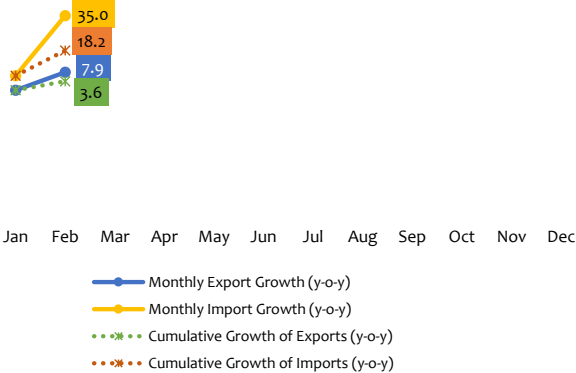 35.0
18.2
7.9
3.6
Jan Feb Mar Apr May Jun Jul Aug Sep Oct Nov Dec
Monthly Export Growth (y-o-y)
Monthly Import Growth (y-o-y)
Cumulative Growth of Exports (y-o-y)
Cumulative Growth of Imports (y-o-y)